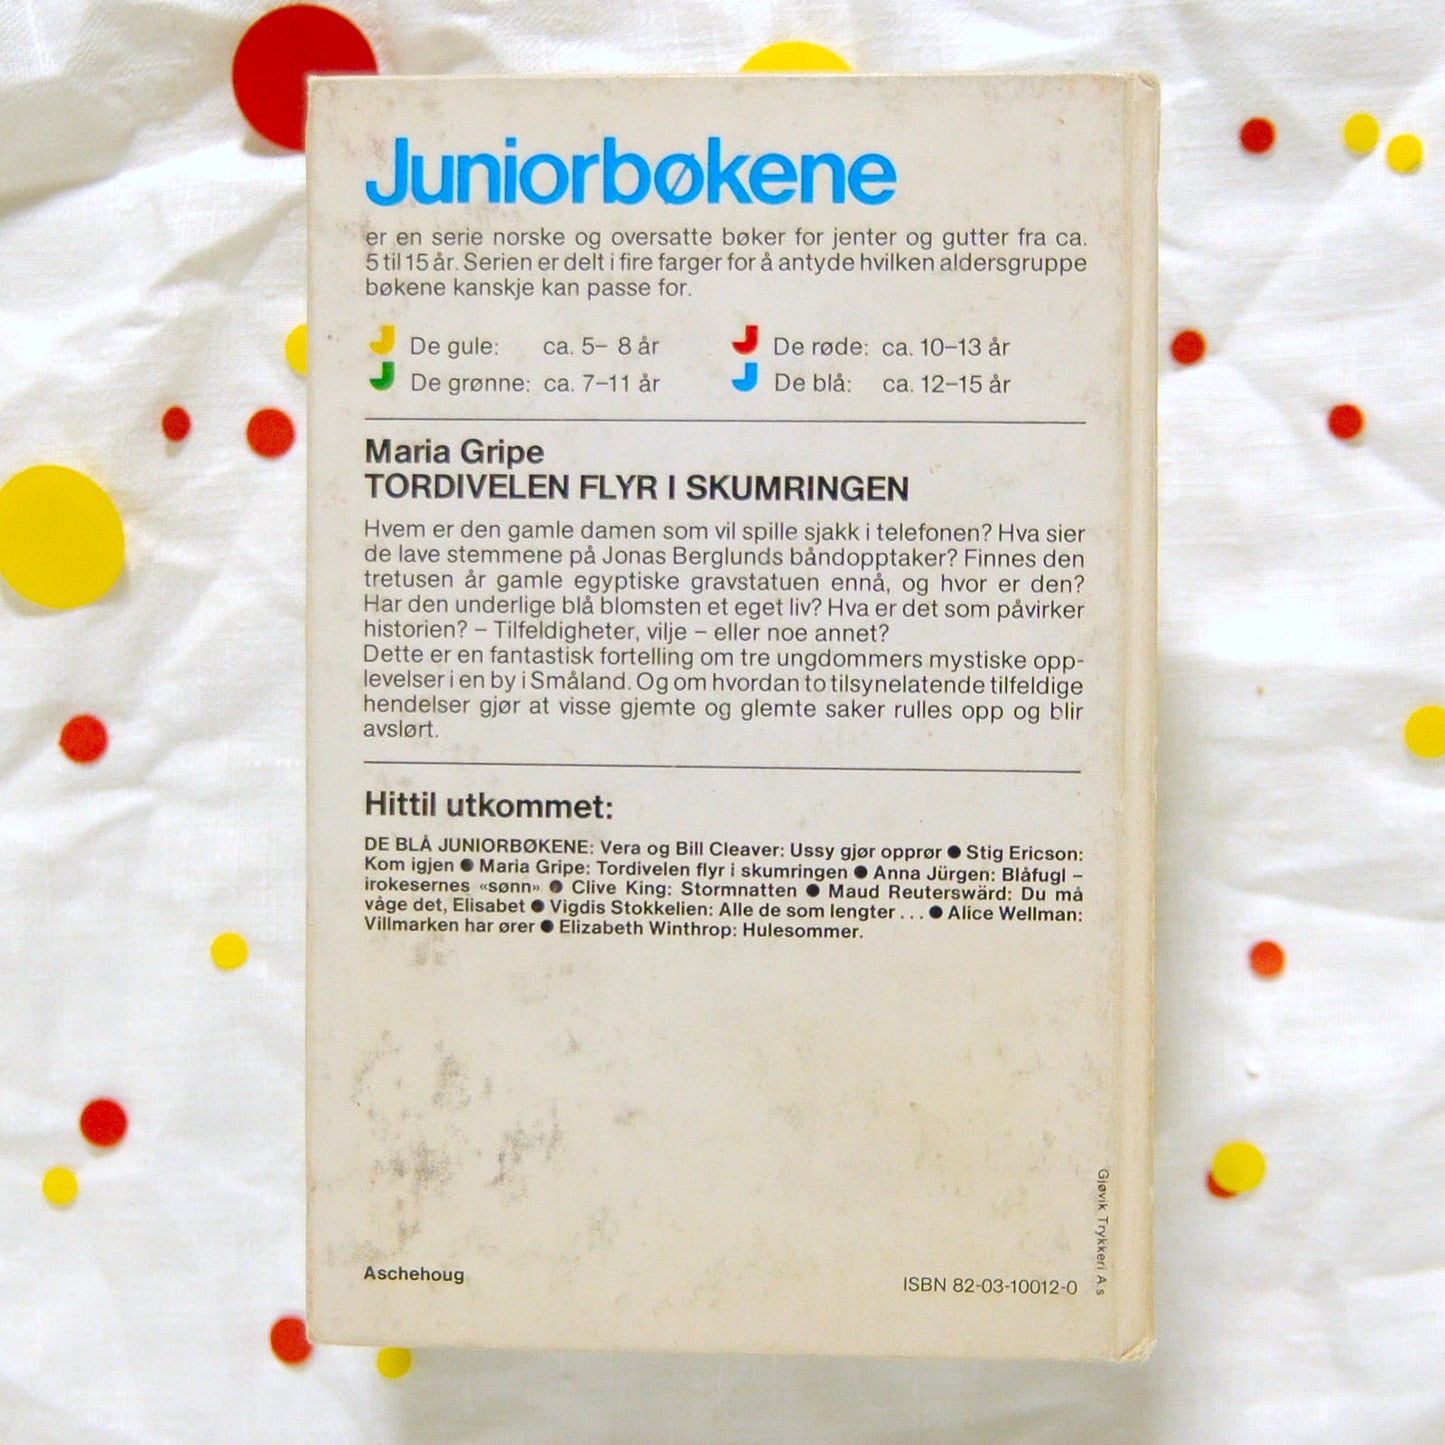 Juniorbøkene
er en serie norske og oversatte bøker for jenter og gutter fra ca.
5 til 15 år. Serien er delt i fire farger for å antyde hvilken aldersgruppe
bøkene kanskje kan passe for.
De gule: ca. 5– 8 år
De røde: ca. 10–13 år
De grønne: ca. 7–11 år
De blå: ca. 12–15 år
Maria Gripe
TORDIVELEN FLYR I SKUMRINGEN
Hvem er den gamle damen som vil spille sjakk i telefonen? Hva sier
de lave stemmene på Jonas Berglunds båndopptaker? Finnes den
tretusen år gamle egyptiske gravstatuen ennå, og hvor er den?
Har den underlige blå blomsten et eget liv? Hva er det som påvirker
historien? – Tilfeldigheter, vilje – eller noe annet?
Dette er en fantastisk fortelling om tre ungdommers mystiske opp-
levelser i en by i Småland. Og om hvordan to tilsynelatende tilfeldige
hendelser gjør at visse gjemte og glemte saker rulles opp og blir
avslørt.
Hittil utkommet:
DE BLÅ JUNIORBØKENE: Vera og Bill Cleaver: Ussy gjør opprør ● Stig Ericson:
Kom igjen ● Maria Gripe: Tordivelen flyr i skumringen ● Anna Jürgen: Blåfugl –
irokesernes «sønn» ● Clive King: Stormnatten ● Maud Reuterswärd: Du må
våge det, Elisabet ● Vigdis Stokkelien: Alle de som lengter . . . ● Alice Wellman:
Villmarken har ører ● Elizabeth Winthrop: Hulesommer.
Aschehoug
ISBN 82-03-10012-0
Gjøvik Trykkeri A.s